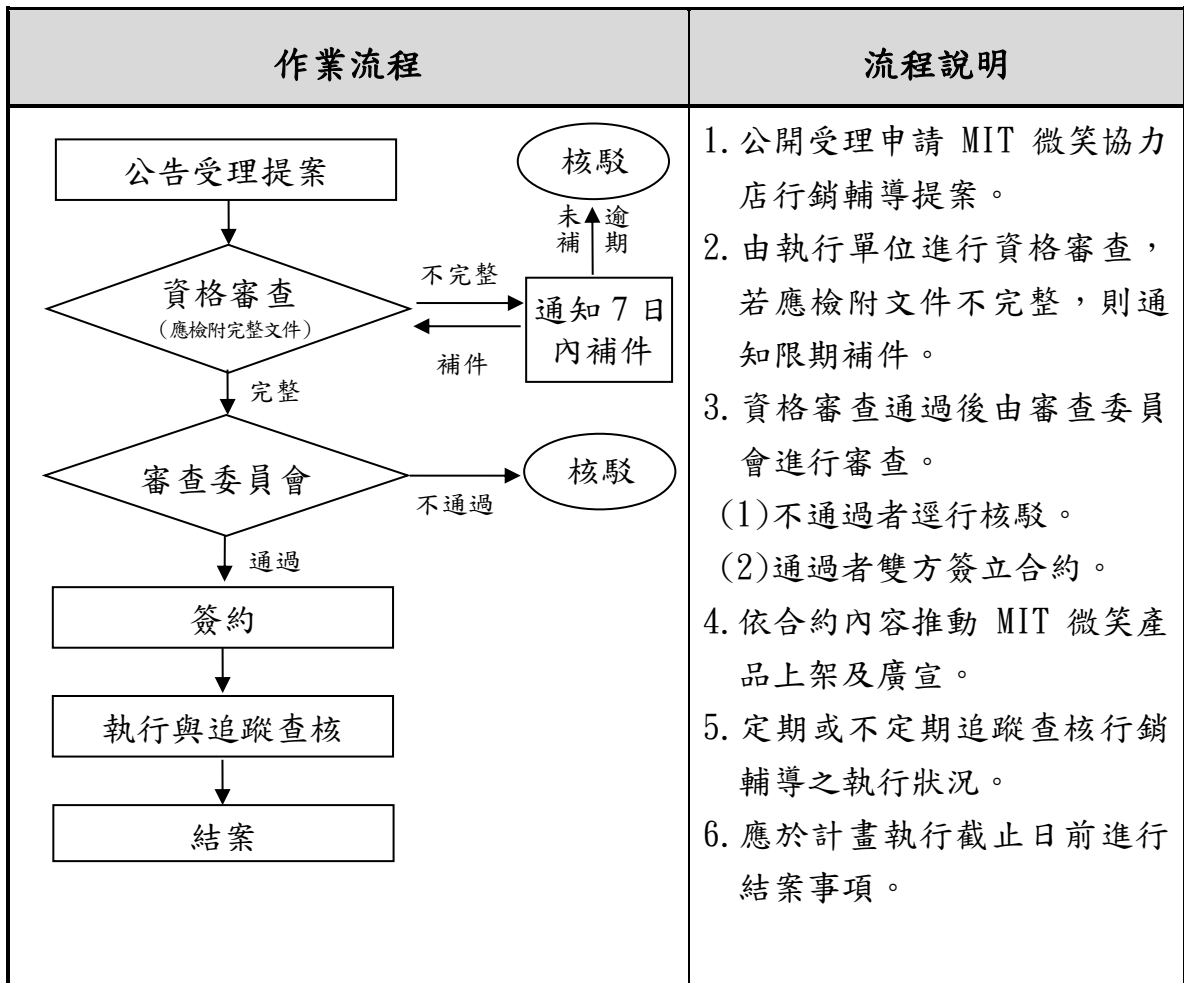 作業流程
流程說明
公告受理提案
核駁
未補
逾期
資格審查
(應檢附完整文件)
不完整
補件
通知 7 日
內補件
完整
審查委員會
不通過
核駁
通過
簽約
執行與追蹤查核
結案
1. 公開受理申請 MIT 微笑協力
店行銷輔導提案。
2. 由執行單位進行資格審查，
若應檢附文件不完整，則通
知限期補件。
3. 資格審查通過後由審查委員
會進行審查。
(1)不通過者逕行核駁。
(2)通過者雙方簽立合約。
4. 依合約內容推動 MIT 微笑產
品上架及廣宣。
5. 定期或不定期追蹤查核行銷
輔導之執行狀況。
6. 應於計畫執行截止日前進行
結案事項。